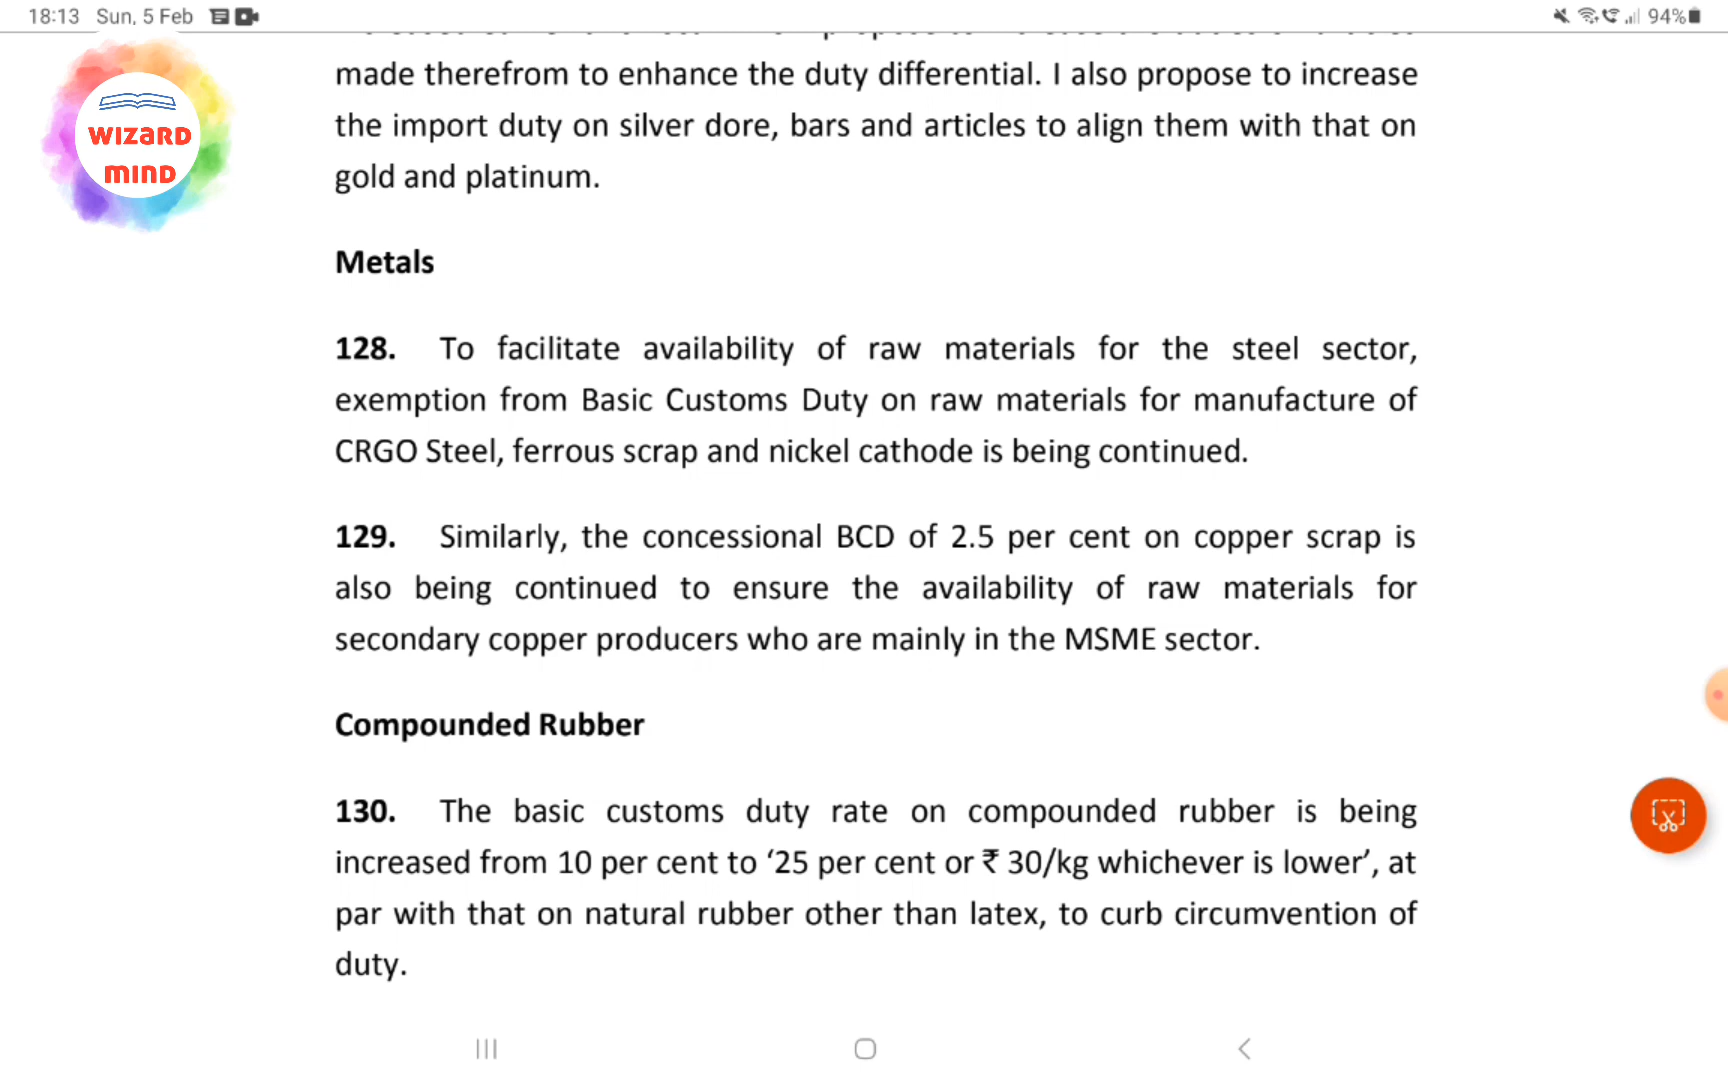 18:13 Sun, 5 Feb
94%
WIZARD
MIND
made therefrom to enhance the duty differential. I also propose to increase
the import duty on silver dore, bars and articles to align them with that on
gold and platinum.
Metals
128. To facilitate availability of raw materials for the steel sector,
exemption from Basic Customs Duty on raw materials for manufacture of
CRGO Steel, ferrous scrap and nickel cathode is being continued.
129. Similarly, the concessional BCD of 2.5 per cent on copper scrap is
also being continued to ensure the availability of raw materials for
secondary copper producers who are mainly in the MSME sector.
Compounded Rubber
130. The basic customs duty rate on compounded rubber is being
increased from 10 per cent to ‘25 per cent or ₹ 30/kg whichever is lower’, at
par with that on natural rubber other than latex, to curb circumvention of
duty.